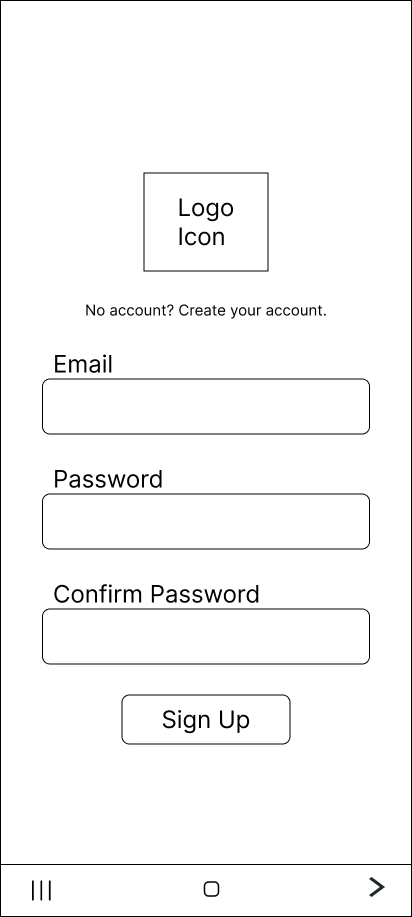 Logo
Icon
No account? Create your account.
Email
Password
Confirm Password
Sign Up